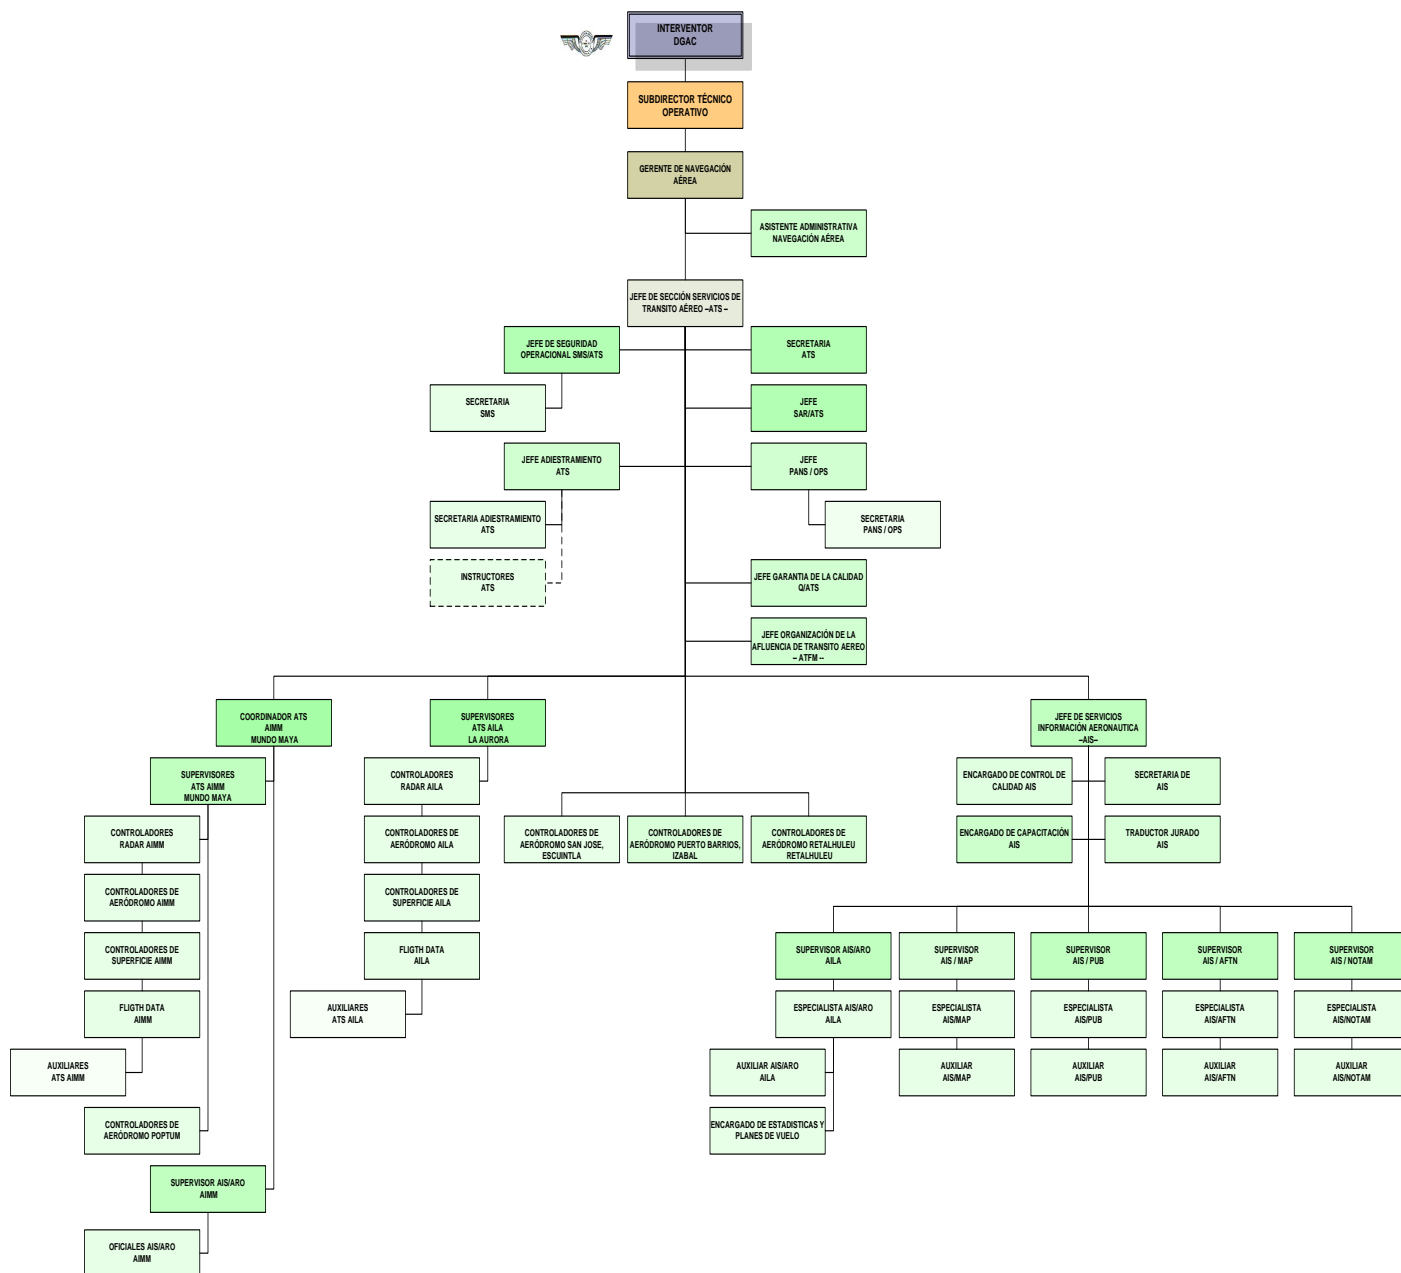 INTERVENTOR
DGAC
SUBDIRECTOR TÉCNICO
OPERATIVO
GERENTE DE NAVEGACIÓN
AÉREA
ASISTENTE ADMINISTRATIVA
NAVEGACIÓN AÉREA
JEFE DE SECCIÓN SERVICIOS DE
TRANSITO AÉREO –ATS –
JEFE DE SEGURIDAD
OPERACIONAL SMS/ATS
SECRETARIA
ATS
SECRETARIA
SMS
JEFE
SAR/ATS
JEFE ADIESTRAMIENTO
ATS
JEFE
PANS / OPS
SECRETARIA ADIESTRAMIENTO
ATS
SECRETARIA
PANS / OPS
INSTRUCTORES
ATS
JEFE GARANTIA DE LA CALIDAD
Q/ATS
JEFE ORGANIZACIÓN DE LA
AFLUENCIA DE TRANSITO AEREO
– ATFM --
COORDINADOR ATS
AIMM
MUNDO MAYA
SUPERVISORES
ATS AILA
LA AURORA
JEFE DE SERVICIOS
INFORMACIÓN AERONAUTICA
–AIS–
SUPERVISORES
ATS AIMM
MUNDO MAYA
CONTROLADORES
RADAR AILA
ENCARGADO DE CONTROL DE
CALIDAD AIS
SECRETARIA DE
AIS
CONTROLADORES
RADAR AIMM
CONTROLADORES DE
AERÓDROMO AILA
CONTROLADORES DE
AERÓDROMO SAN JOSE,
ESCUINTLA
CONTROLADORES DE
AERÓDROMO PUERTO BARRIOS,
IZABAL
CONTROLADORES DE
AERÓDROMO RETALHULEU
RETALHULEU
ENCARGADO DE CAPACITACIÓN
AIS
TRADUCTOR JURADO
AIS
CONTROLADORES DE
AERÓDROMO AIMM
CONTROLADORES DE
SUPERFICIE AILA
CONTROLADORES DE
SUPERFICIE AIMM
FLIGTH DATA
AILA
SUPERVISOR AIS/ARO
AILA
SUPERVISOR
AIS / MAP
SUPERVISOR
AIS / PUB
SUPERVISOR
AIS / AFTN
SUPERVISOR
AIS / NOTAM
FLIGTH DATA
AIMM
AUXILIARES
ATS AILA
ESPECIALISTA AIS/ARO
AILA
ESPECIALISTA
AIS/MAP
ESPECIALISTA
AIS/PUB
ESPECIALISTA
AIS/AFTN
ESPECIALISTA
AIS/NOTAM
AUXILIARES
ATS AIMM
AUXILIAR AIS/ARO
AILA
AUXILIAR
AIS/MAP
AUXILIAR
AIS/PUB
AUXILIAR
AIS/AFTN
AUXILIAR
AIS/NOTAM
CONTROLADORES DE
AERÓDROMO POPTUM
ENCARGADO DE ESTADISTICAS Y
PLANES DE VUELO
SUPERVISOR AIS/ARO
AIMM
OFICIALES AIS/ARO
AIMM